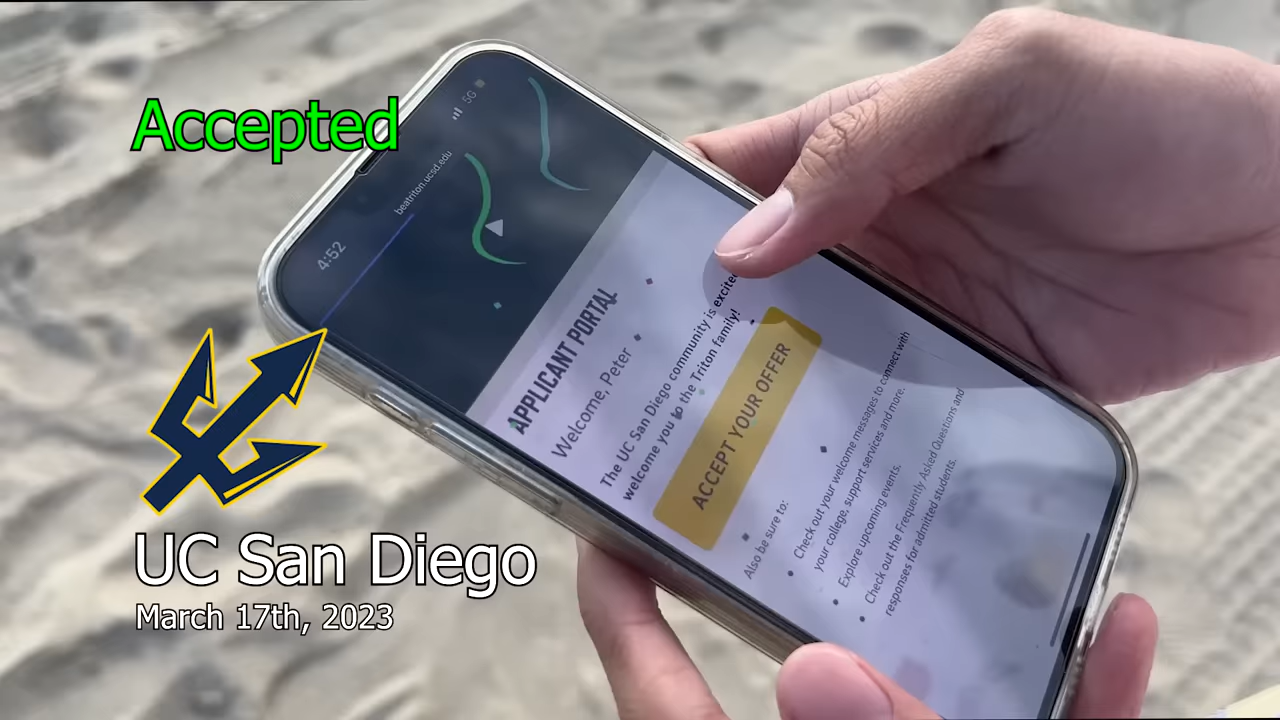 Accepted
5G
beatriton.ucsd.edu
4:52
APPLICANT PORTAL
Welcome, Peter
The UC San Diego community is excited
welcome you to the Triton family!
ACCEPT YOUR OFFER
Also be sure to:
Check out your welcome messages to connect with
your college, support services and more.
Explore upcoming events.
Check out the Frequently Asked Questions and
responses for admitted students.
UC San Diego
March 17th, 2023